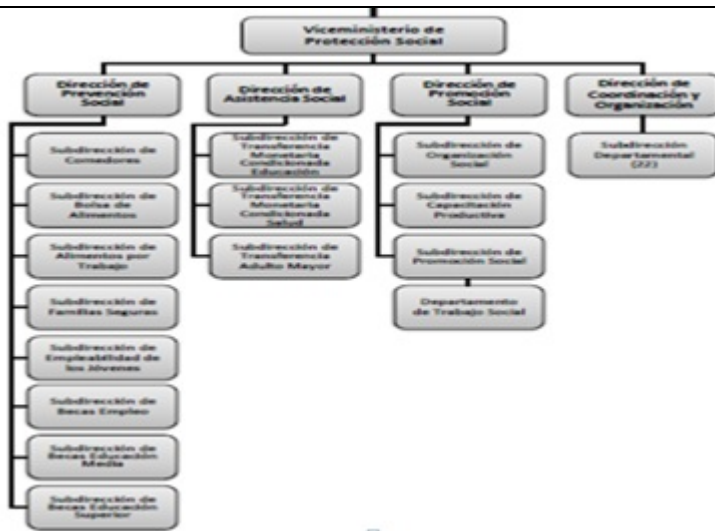 Viceministerio de
Protección Social
Dirección de
Prevención
Social
Dirección de
Asistencia Social
Dirección de
Promoción
Social
Dirección de
Coordinación y
Organización
Subdirección de
Comedores
Subdirección de
Bolsa de
Alimentos
Subdirección de
Alimentos por
Trabajo
Subdirección de
Familias Seguras
Subdirección de
Empleabilidad de
los Jóvenes
Subdirección de
Becas Empleo
Subdirección de
Becas Educación
Media
Subdirección de
Becas Educación
Superior
Subdirección de
Transferencia
Monetaria
Condicionada
Educación
Subdirección de
Transferencia
Monetaria
Condicionada
Salud
Subdirección de
Transferencia
Adulto Mayor
Subdirección de
Organización
Social
Subdirección de
Capacitación
Productiva
Subdirección de
Promoción Social
Departamento
de Trabajo Social
Subdirección
Departamental
(22)